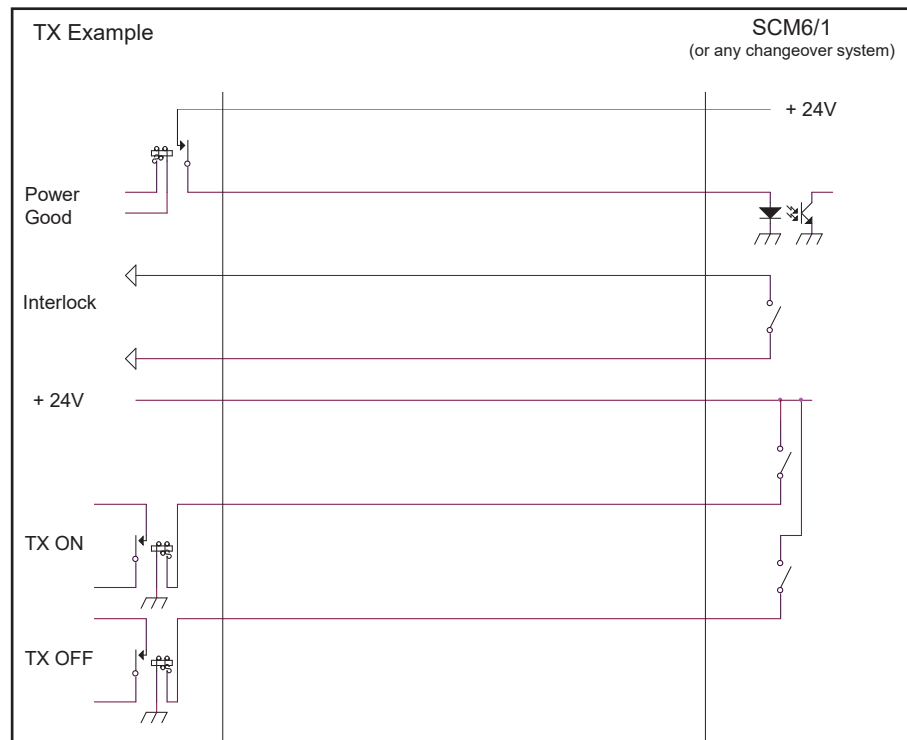 TX Example
SCM6/1
(or any changeover system)
+ 24V
Power
Good
Interlock
+ 24V
TX ON
TX OFF